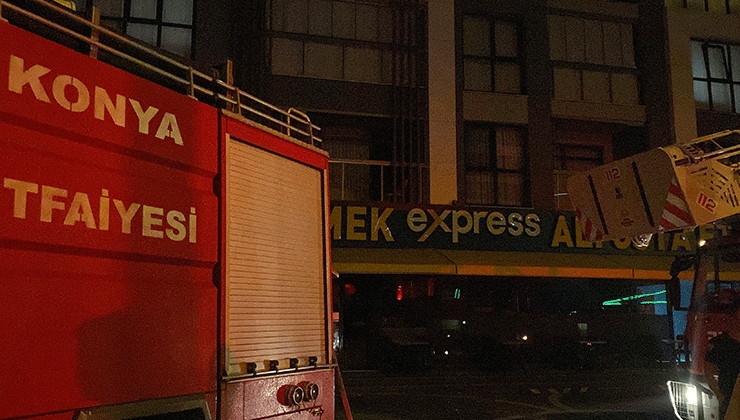 KONYA
TFAİYESİ
MEK express
112
112